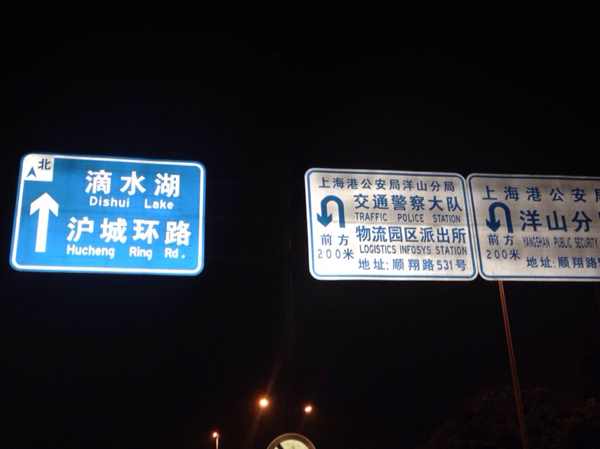 北
滴水湖
Dishui Lake
沪城环路
Hucheng Ring Rd.
上海港公安局洋山分局
交通警察大队
TRAFFIC POLICE STATION
物流园区派出所
LOGISTICS INFOSYS STATION
前方
200米
地址:顺翔路531号
上海港公安局
洋山分
YANGSHAN PUBLIC SECURITY
前方
200米
地址:顺翔路